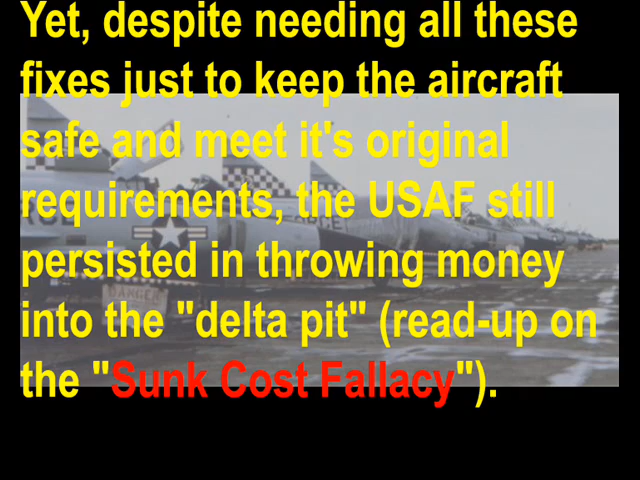 Yet, despite needing all these
fixes just to keep the aircraft
safe and meet it's original
requirements, the USAF still
persisted in throwing money
into the "delta pit" (read-up on
the "Sunk Cost Fallacy").
DANGER